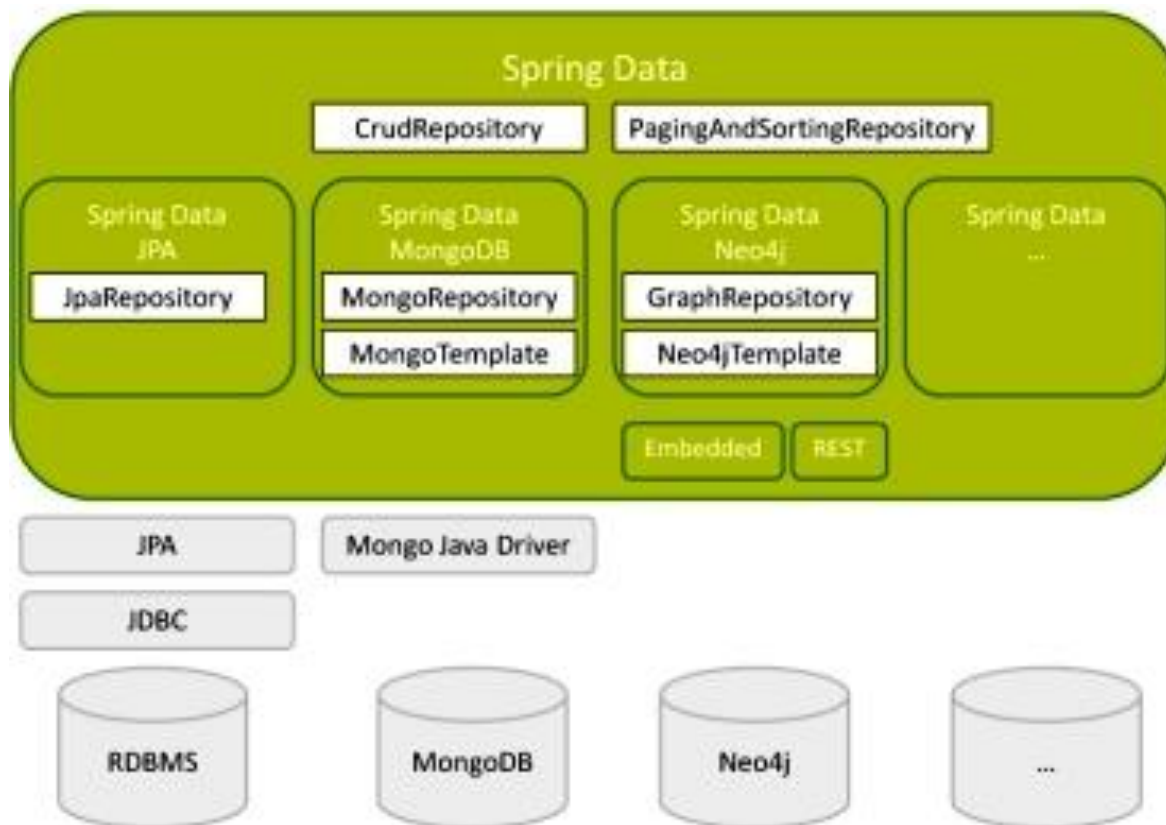 Spring Data
CrudRepository
PagingAndSortingRepository
Spring Data
JPA
JpaRepository
Spring Data
MongoDB
MongoRepository
MongoTemplate
Spring Data
Neo4j
GraphRepository
Neo4jTemplate
Spring Data
...
Embedded
REST
JPA
Mongo Java Driver
JDBC
RDBMS
MongoDB
Neo4j
...